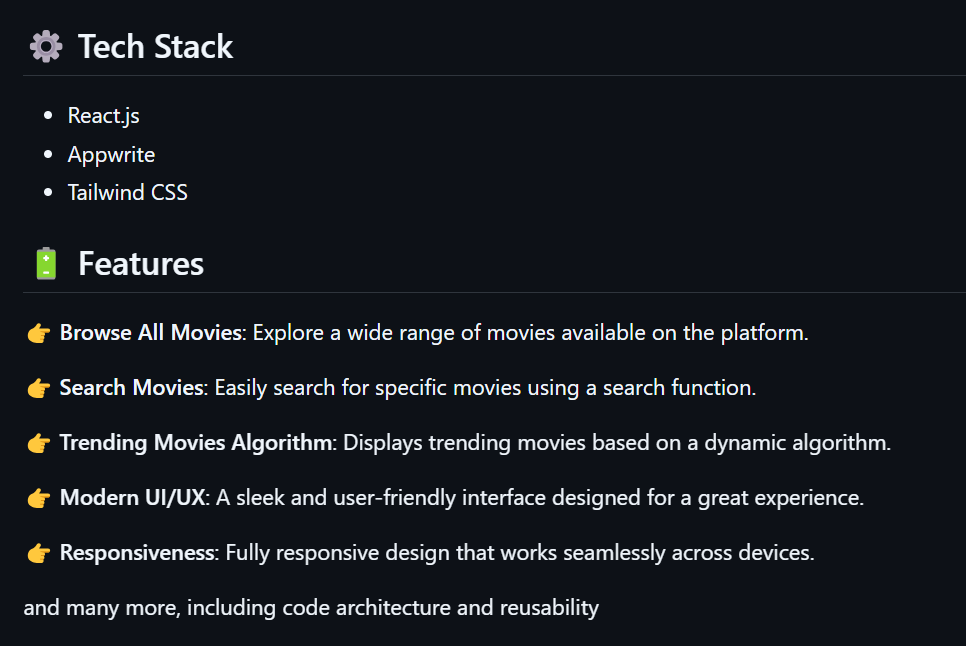 ⚙️ Tech Stack
• React.js
• Appwrite
• Tailwind CSS
🔋 Features
👉 Browse All Movies: Explore a wide range of movies available on the platform.
👉 Search Movies: Easily search for specific movies using a search function.
👉 Trending Movies Algorithm: Displays trending movies based on a dynamic algorithm.
👉 Modern UI/UX: A sleek and user-friendly interface designed for a great experience.
👉 Responsiveness: Fully responsive design that works seamlessly across devices.
and many more, including code architecture and reusability